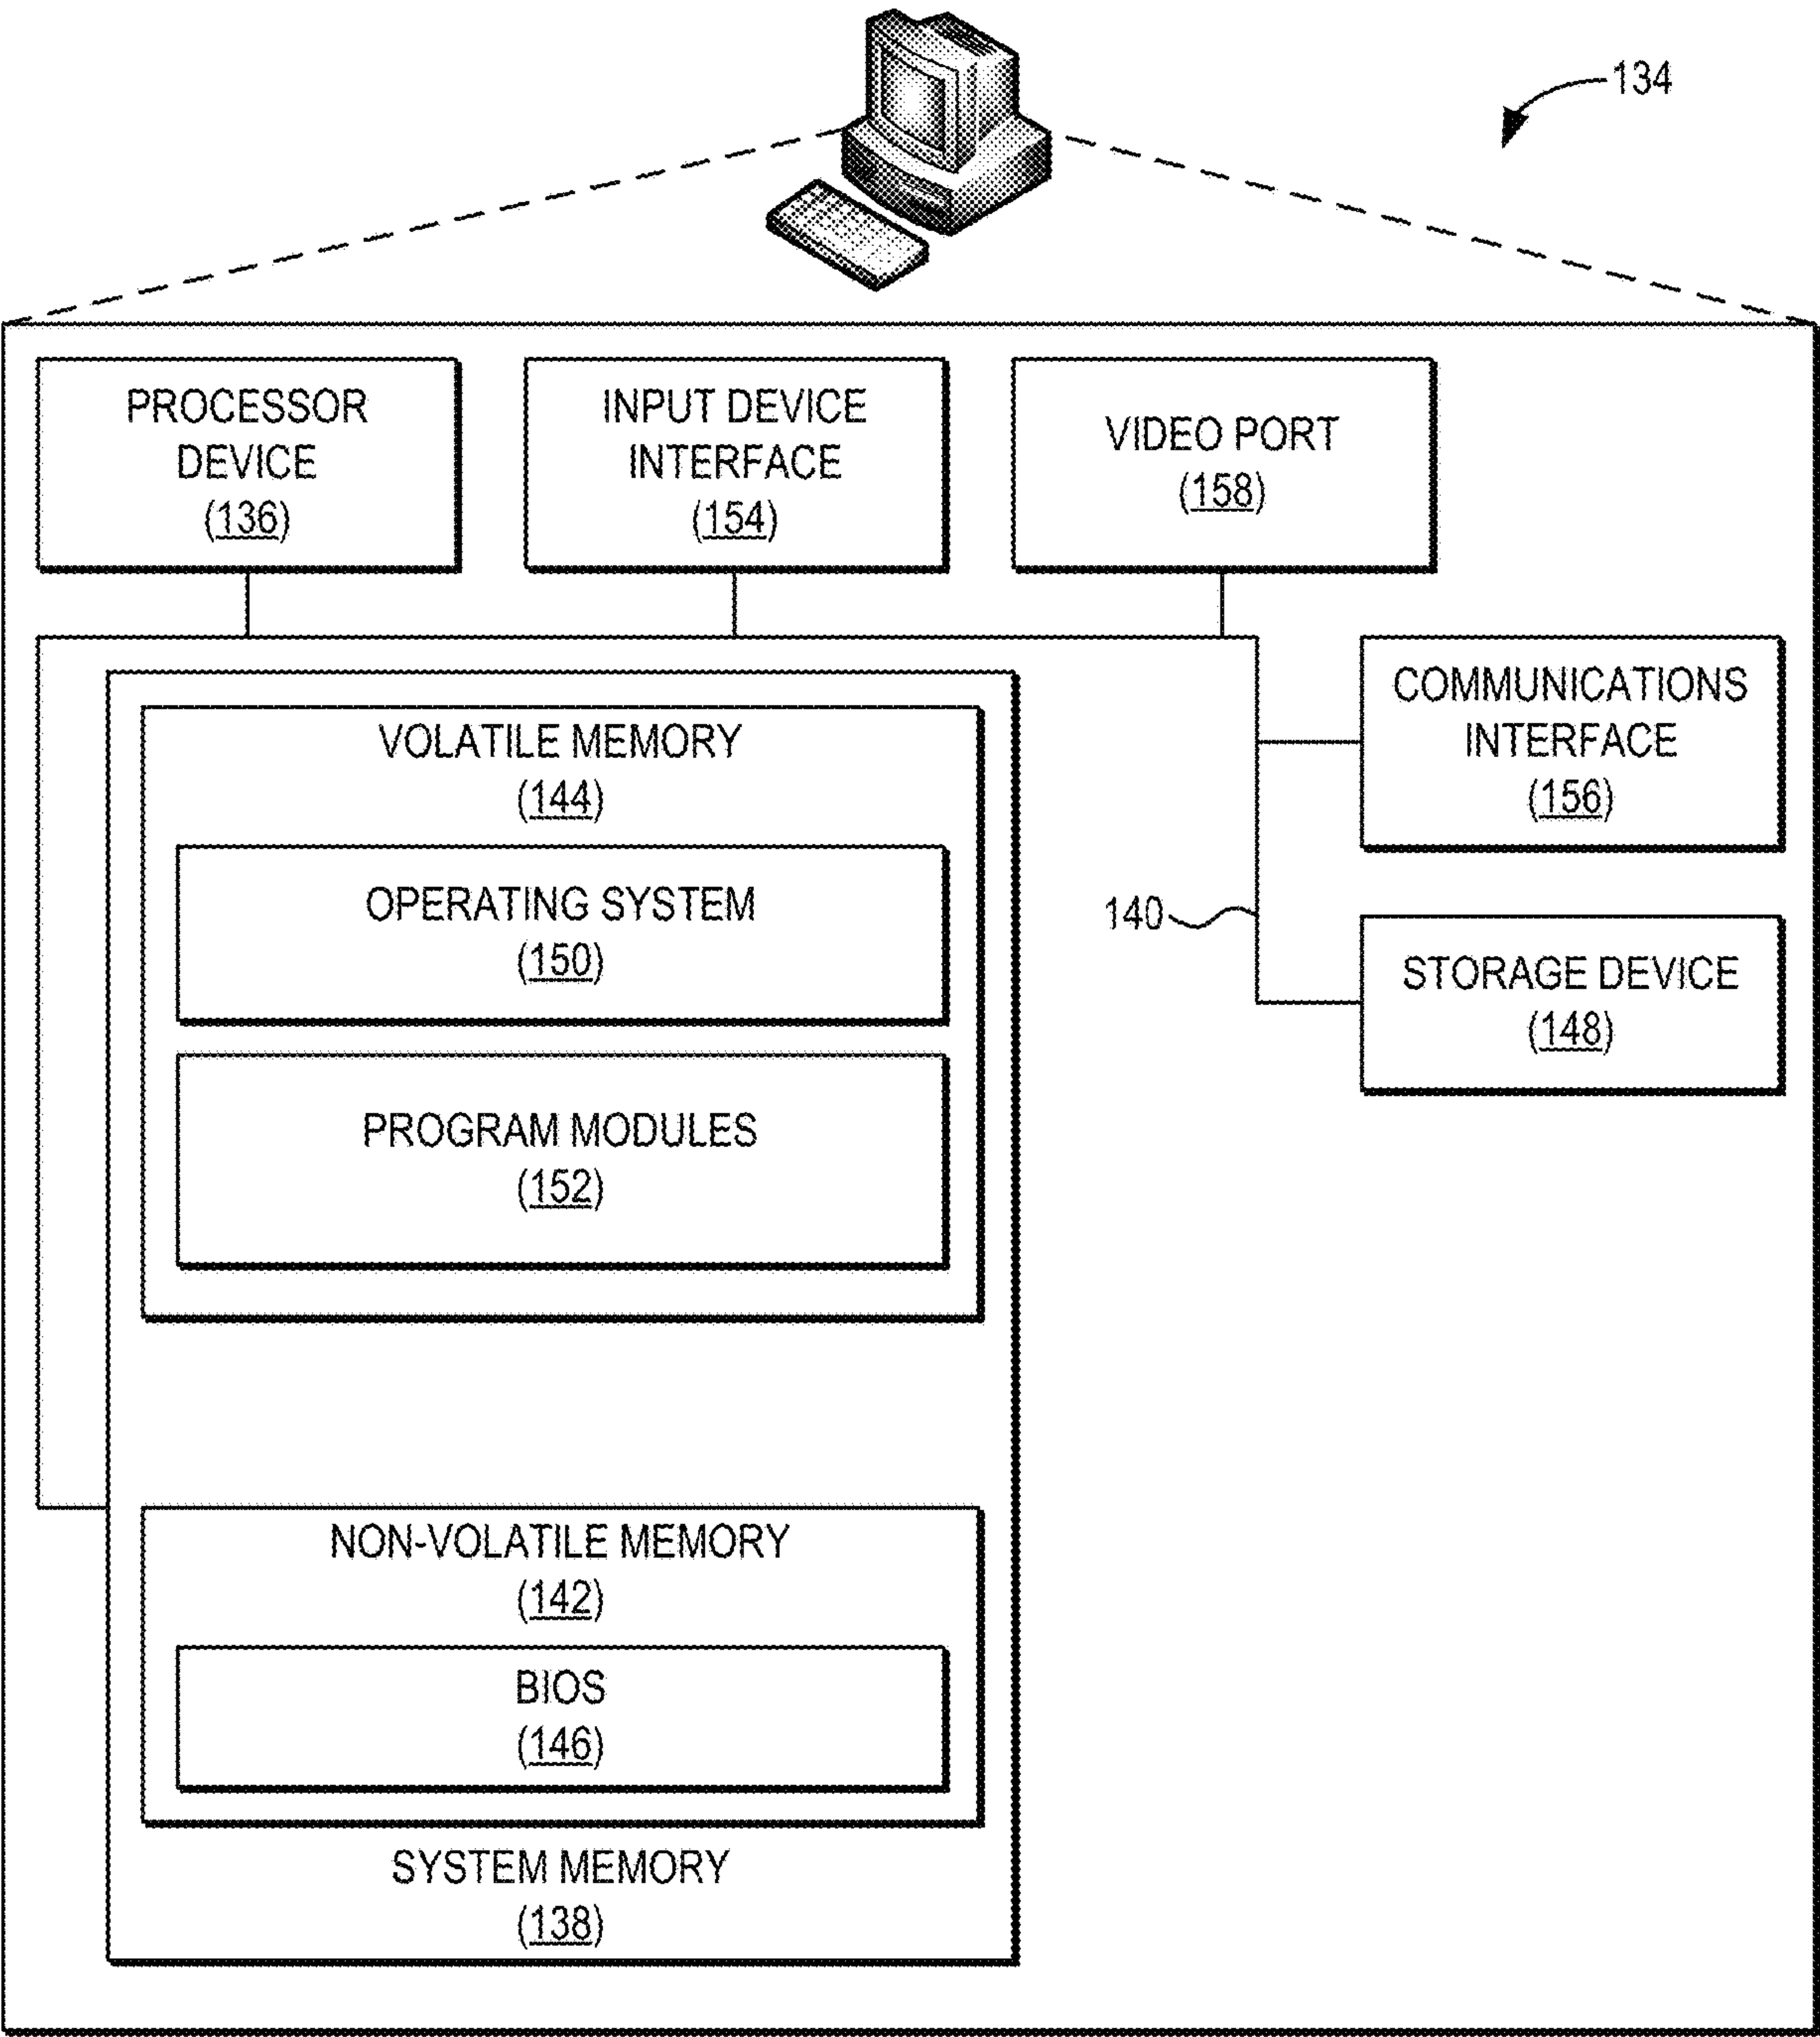 134
PROCESSOR
DEVICE
(136)
INPUT DEVICE
INTERFACE
(154)
VIDEO PORT
(158)
COMMUNICATIONS
INTERFACE
(156)
VOLATILE MEMORY
(144)
OPERATING SYSTEM
(150)
140
STORAGE DEVICE
(148)
PROGRAM MODULES
(152)
NON-VOLATILE MEMORY
(142)
BIOS
(146)
SYSTEM MEMORY
(138)